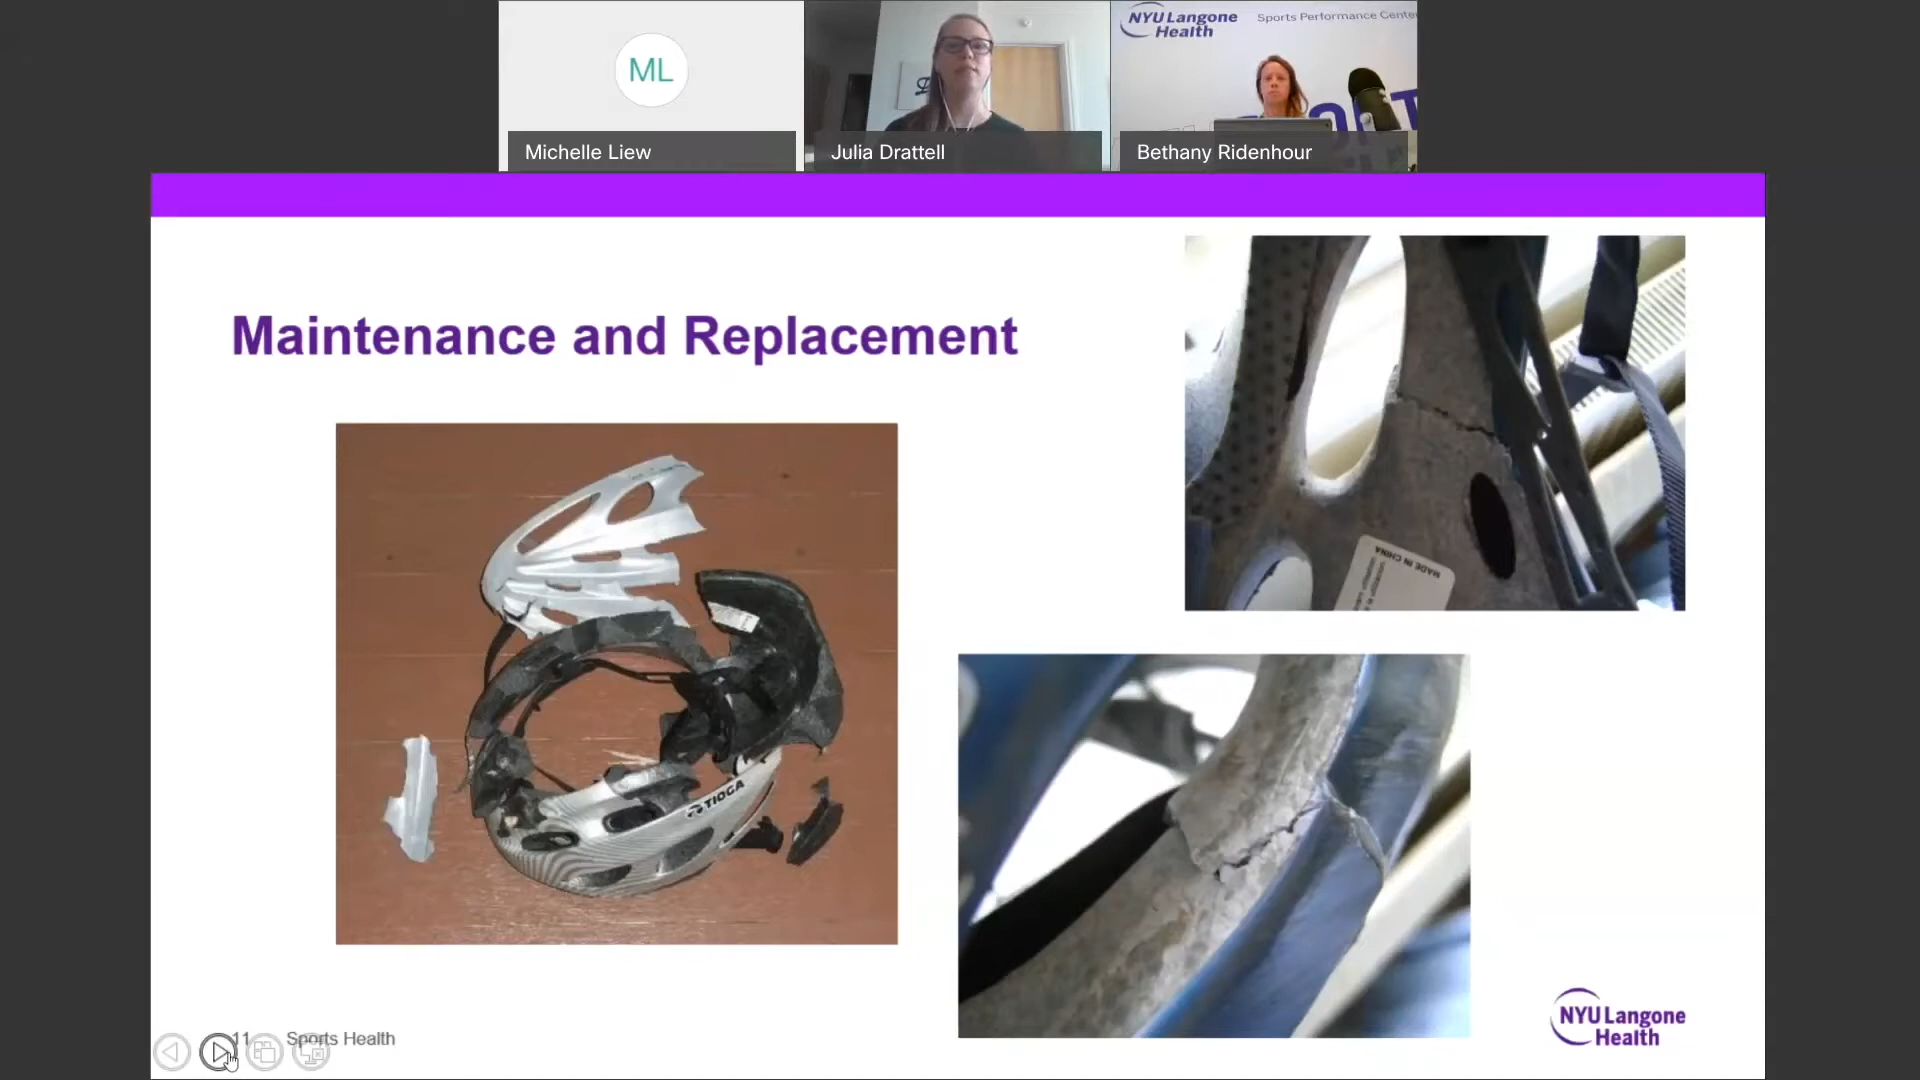 ML
Michelle Liew
Julia Drattell
NYU Langone
Health
Sports Performance Center
Bethany Ridenhour
Maintenance and Replacement
MADE IN CHINA
TIOGA
11 Sports Health
NYU Langone
Health